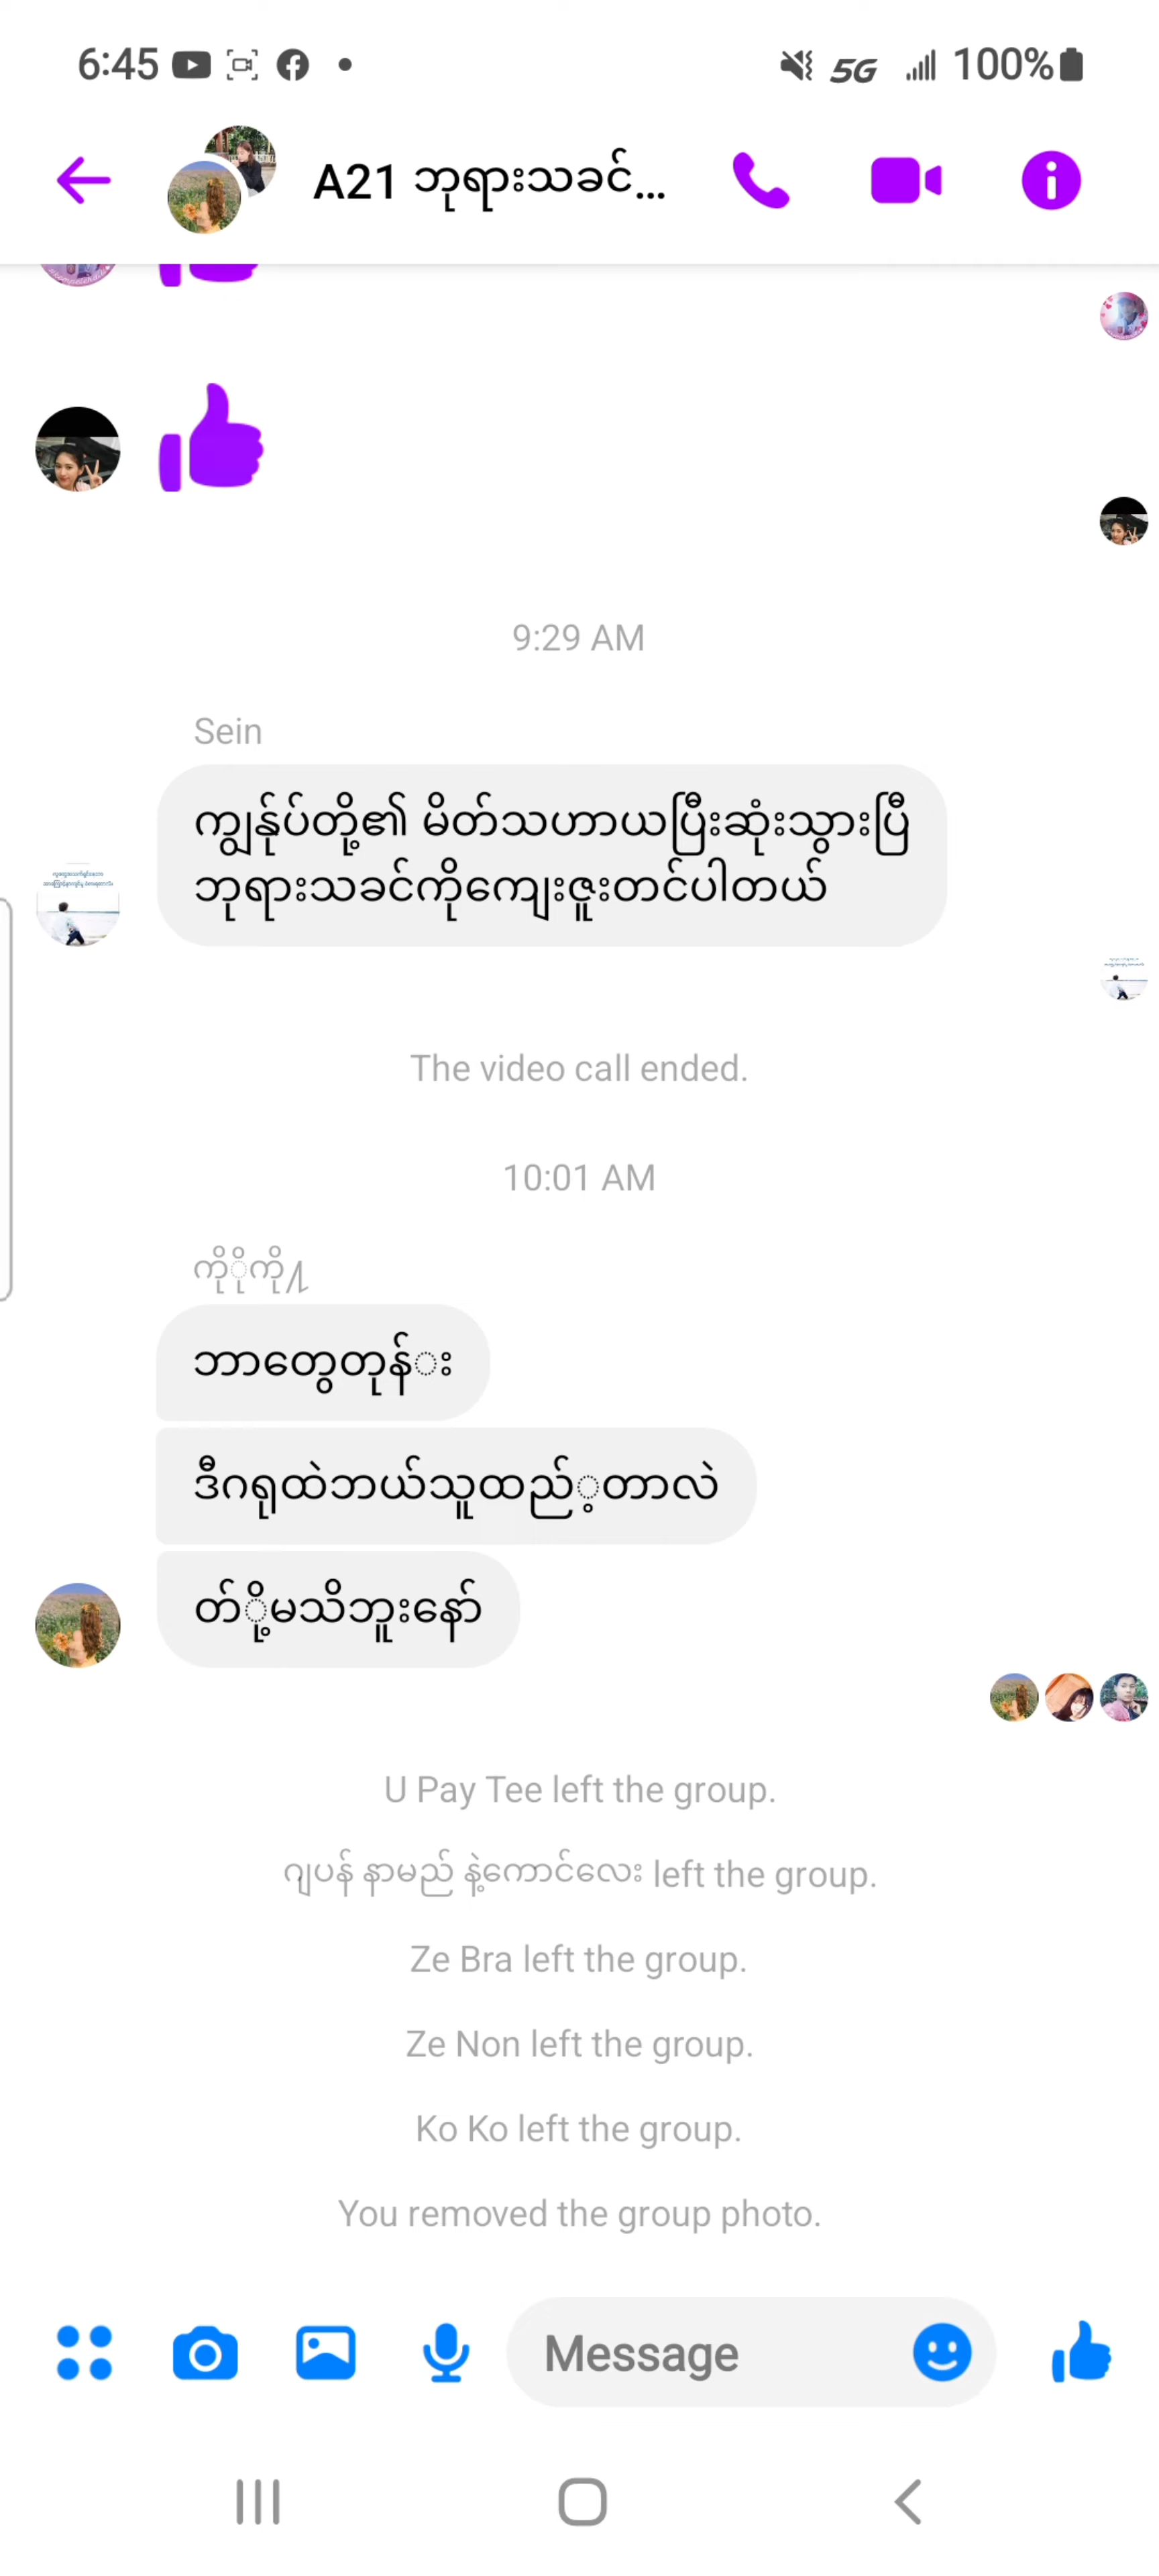 6:45 5G 100%
A21 ဘုရားသခင်...
9:29 AM
Sein
ကျွန်ုပ်တို့၏ မိတ်သဟာယပြီးဆုံးသွားပြီ
ဘုရားသခင်ကိုကျေးဇူးတင်ပါတယ်
The video call ended.
10:01 AM
ကိုိုကို႔
ဘာတွေတုန််း
ဒီဂရုထဲဘယ်သူထည့််တာလဲ
တ်ို့မသိဘူးနော်
U Pay Tee left the group.
ဂျပန် နာမည် နဲ့ကောင်လေး left the group.
Ze Bra left the group.
Ze Non left the group.
Ko Ko left the group.
You removed the group photo.
Message